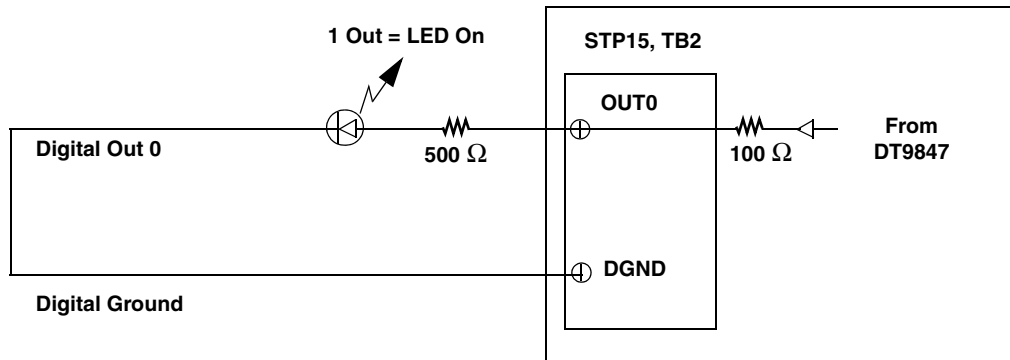 1 Out = LED On
STP15, TB2
OUT0
From
DT9847
Digital Out 0
500 Ω
100 Ω
DGND
Digital Ground